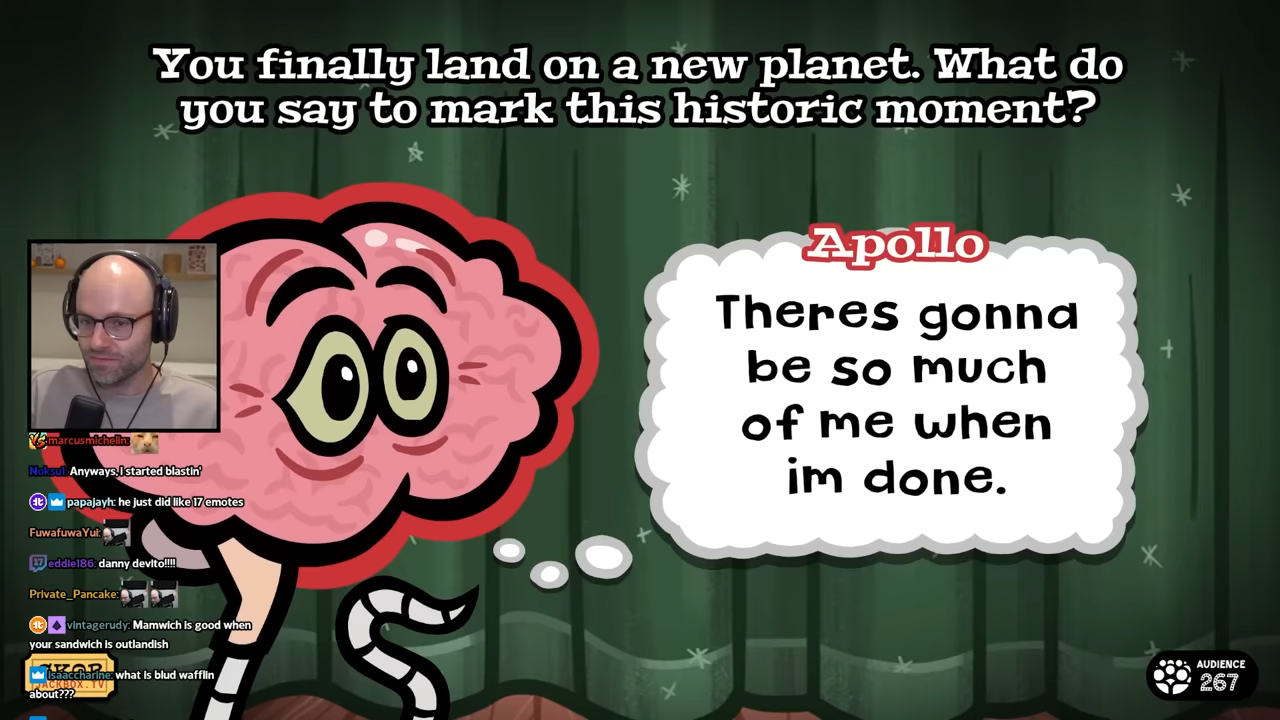 You finally land on a new planet. What do
you say to mark this historic moment?
Apollo
Theres gonna
be so much
of me when
im done.
marcusmichelin:
Noksul: Anyways, I started blastin'
papajayh: he just did like 17 emotes
FuwafuwaYui:
eddie186: danny devito!!!!
Private_Pancake:
vintagerudy: Mamwich is good when
your sandwich is outlandish
Isaaccharine: what is blud wafflin
about???
JACKBOX.TV
AUDIENCE
267